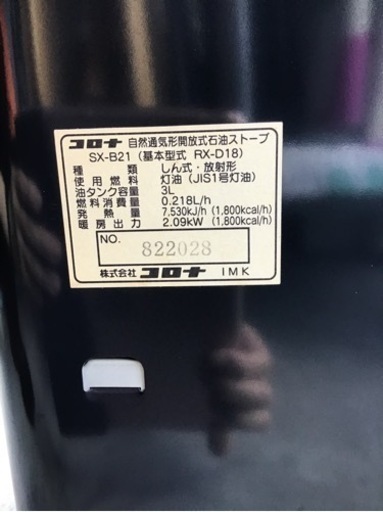 コロナ 自然通気形開放式石油ストーブ
SX-B21（基本型式 RX-D18）
種類 しん式・放射形
使用燃料 灯油（JIS1号灯油）
油タンク容量 3L
燃料消費量 0.218L/h
発熱量 7,530kJ/h（1,800kcal/h）
暖房出力 2.09kW（1,800kcal/h）
NO. 822028
株式会社 コロナ IMK